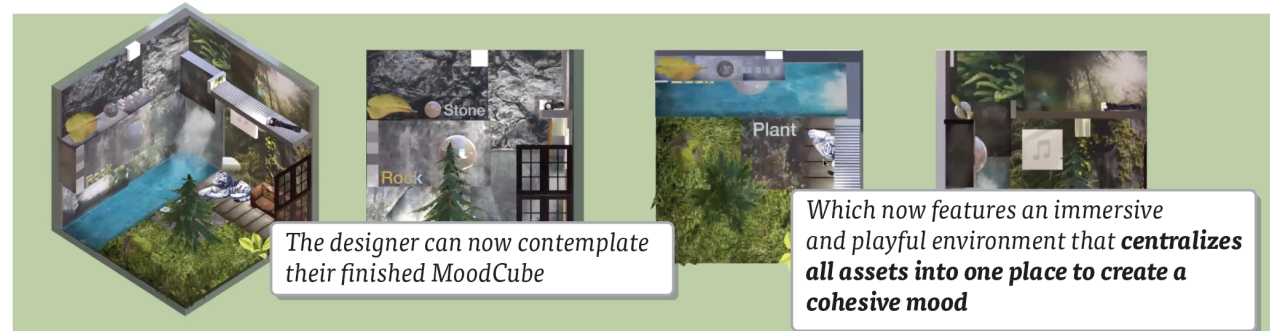 Stone
Rock
Plant
The designer can now contemplate
their finished MoodCube
Which now features an immersive
and playful environment that centralizes
all assets into one place to create a
cohesive mood